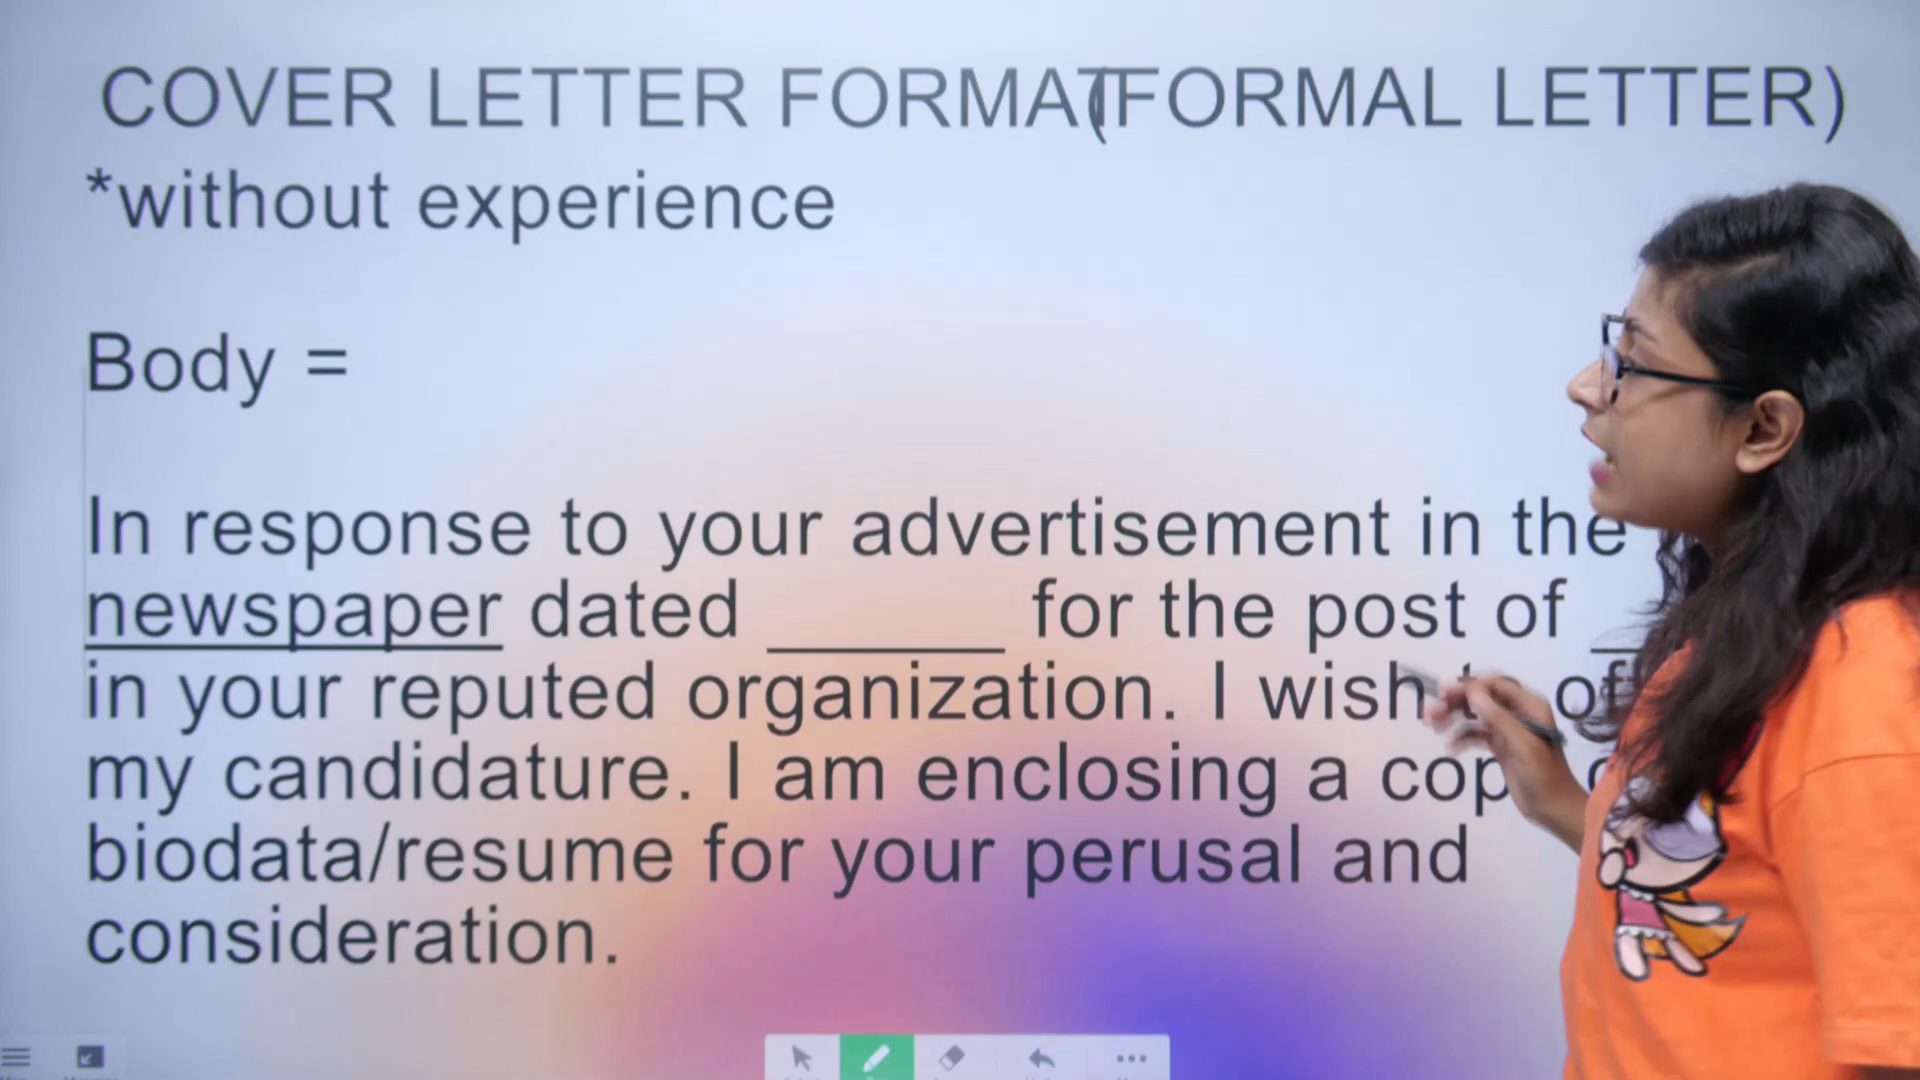 COVER LETTER FORMAT(FORMAL LETTER)
*without experience
Body =
In response to your advertisement in the
newspaper dated ______ for the post of _
in your reputed organization. I wish to
my candidature. I am enclosing a
biodata/resume for your perusal and
consideration.